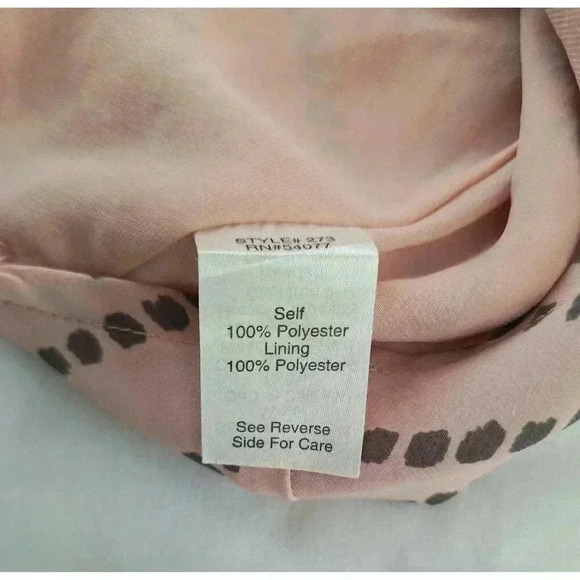 STYLE# 273
RN#54077
Self
100% Polyester
Lining
100% Polyester
See Reverse
Side For Care